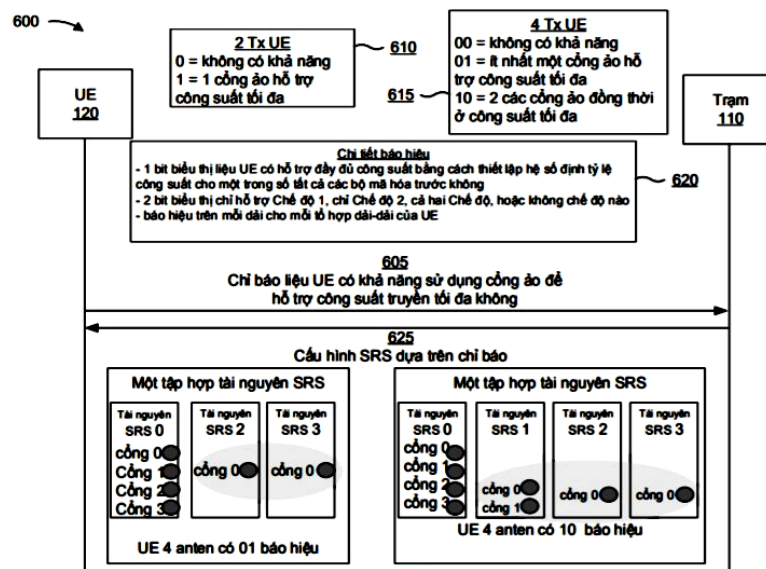 600
2 Tx UE
0 = không có khả năng
1 = 1 cổng ảo hỗ trợ
công suất tối đa
610
4 Tx UE
00 = không có khả năng
01 = ít nhất một cổng ảo hỗ
trợ công suất tối đa
10 = 2 các cổng ảo đồng thời
ở công suất tối đa
615
UE
120
Trạm
110
Chi tiết báo hiệu
- 1 bit biểu thị liệu UE có hỗ trợ đầy đủ công suất bằng cách thiết lập hệ số định tỷ lệ
công suất cho một trong số tất cả các bộ mã hóa trước không
- 2 bit biểu thị chỉ hỗ trợ Chế độ 1, chỉ Chế độ 2, cả hai Chế độ, hoặc không chế độ nào
- báo hiệu trên mỗi dải cho mỗi tổ hợp dải-dải của UE
620
605
Chỉ báo liệu UE có khả năng sử dụng cổng ảo để
hỗ trợ công suất truyền tối đa không
625
Cấu hình SRS dựa trên chỉ báo
Một tập hợp tài nguyên SRS
Tài nguyên
SRS 0
cổng 0
Cổng 1
Cổng 2
Cổng 3
Tài nguyên
SRS 2
cổng 0
Tài nguyên
SRS 3
cổng 0
UE 4 anten có 01 báo hiệu
Một tập hợp tài nguyên SRS
Tài nguyên
SRS 0
cổng 0
cổng 1
cổng 2
cổng 3
Tài nguyên
SRS 1
cổng 0
cổng 1
Tài nguyên
SRS 2
cổng 0
Tài nguyên
SRS 3
cổng 0
UE 4 anten có 10 báo hiệu